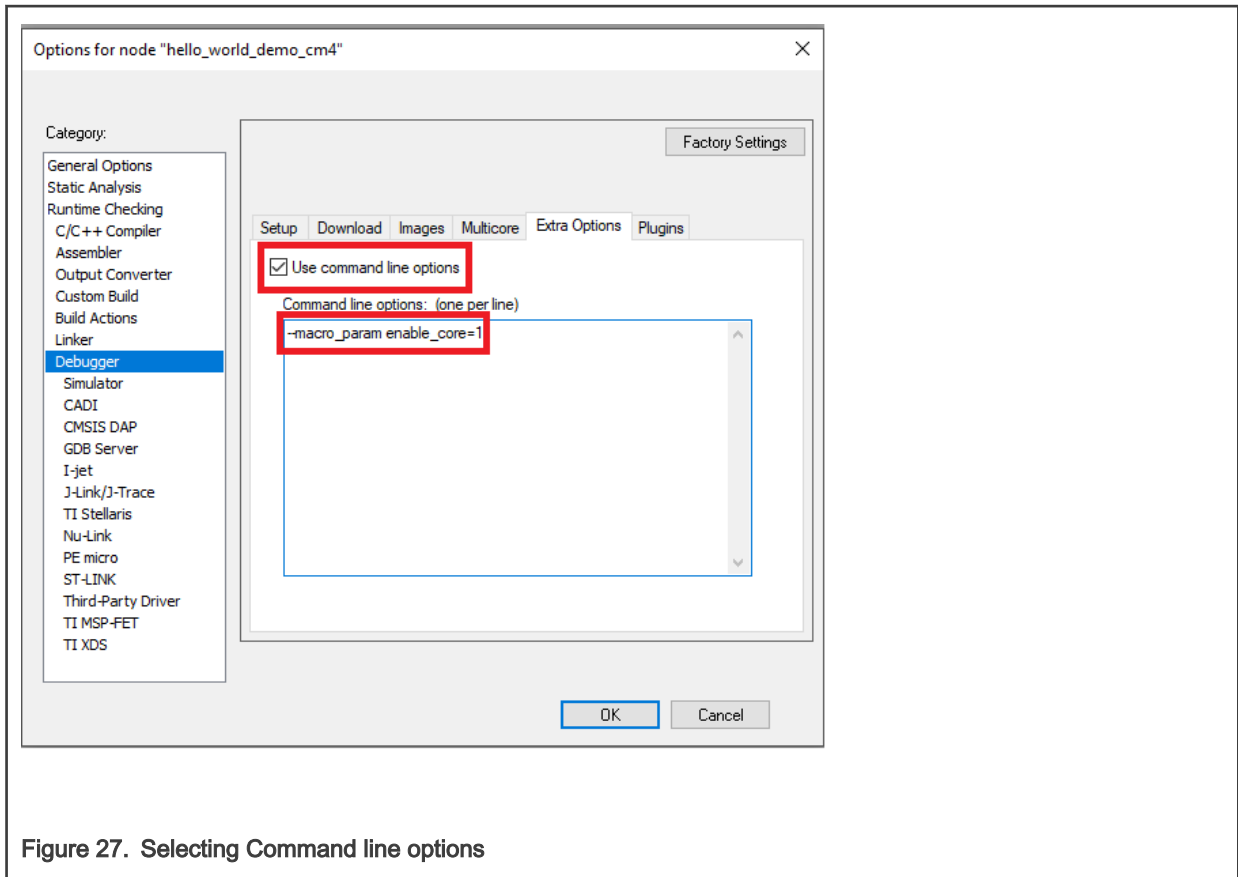 Options for node "hello_world_demo_cm4"
Category:
Factory Settings
General Options
Static Analysis
Runtime Checking
C/C++ Compiler
Assembler
Output Converter
Custom Build
Build Actions
Linker
Debugger
Simulator
CADI
CMSIS DAP
GDB Server
I-jet
J-Link/J-Trace
TI Stellaris
Nu-Link
PE micro
ST-LINK
Third-Party Driver
TI MSP-FET
TI XDS
Setup Download Images Multicore Extra Options Plugins
Use command line options
Command line options: (one per line)
--macro_param enable_core=1
OK Cancel
Figure 27. Selecting Command line options